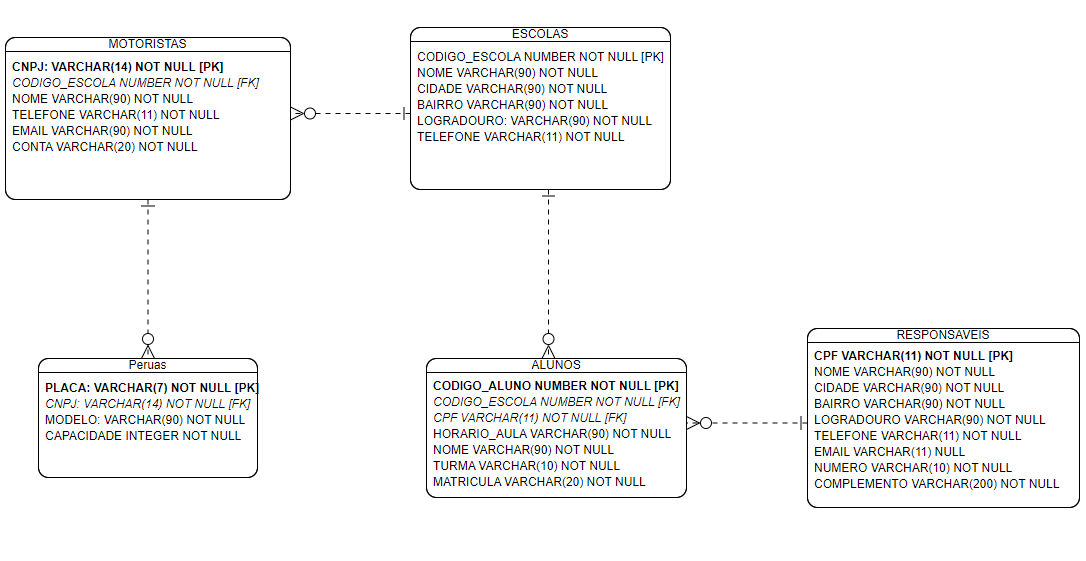 MOTORISTAS
CNPJ: VARCHAR(14) NOT NULL [PK]
CODIGO_ESCOLA NUMBER NOT NULL [FK]
NOME VARCHAR(90) NOT NULL
TELEFONE VARCHAR(11) NOT NULL
EMAIL VARCHAR(90) NOT NULL
CONTA VARCHAR(20) NOT NULL
ESCOLAS
CODIGO_ESCOLA NUMBER NOT NULL [PK]
NOME VARCHAR(90) NOT NULL
CIDADE VARCHAR(90) NOT NULL
BAIRRO VARCHAR(90) NOT NULL
LOGRADOURO: VARCHAR(90) NOT NULL
TELEFONE VARCHAR(11) NOT NULL
Peruas
PLACA: VARCHAR(7) NOT NULL [PK]
CNPJ: VARCHAR(14) NOT NULL [FK]
MODELO: VARCHAR(90) NOT NULL
CAPACIDADE INTEGER NOT NULL
ALUNOS
CODIGO_ALUNO NUMBER NOT NULL [PK]
CODIGO_ESCOLA NUMBER NOT NULL [FK]
CPF VARCHAR(11) NOT NULL [FK]
HORARIO_AULA VARCHAR(90) NOT NULL
NOME VARCHAR(90) NOT NULL
TURMA VARCHAR(10) NOT NULL
MATRICULA VARCHAR(20) NOT NULL
RESPONSAVEIS
CPF VARCHAR(11) NOT NULL [PK]
NOME VARCHAR(90) NOT NULL
CIDADE VARCHAR(90) NOT NULL
BAIRRO VARCHAR(90) NOT NULL
LOGRADOURO VARCHAR(90) NOT NULL
TELEFONE VARCHAR(11) NOT NULL
EMAIL VARCHAR(11) NULL
NUMERO VARCHAR(10) NOT NULL
COMPLEMENTO VARCHAR(200) NOT NULL